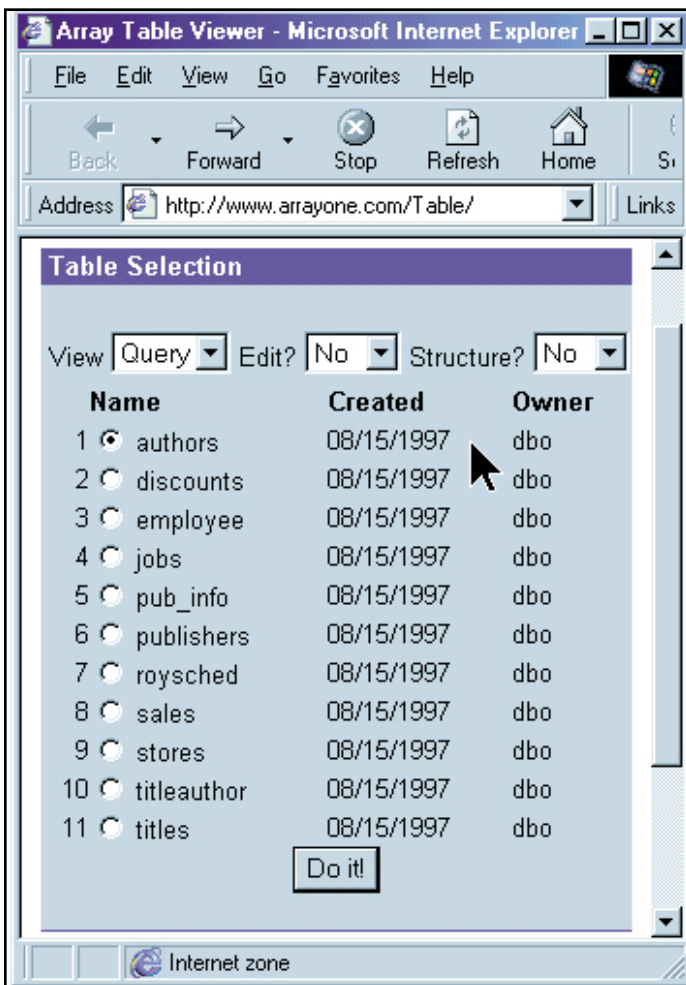 Array Table Viewer - Microsoft Internet Explorer
File Edit View Go Favorites Help
Back Forward Stop Refresh Home
Address http://www.arrayone.com/Table/ Links
Table Selection
View Query Edit? No Structure? No
Name Created Owner
1 authors 08/15/1997 dbo
2 discounts 08/15/1997 dbo
3 employee 08/15/1997 dbo
4 jobs 08/15/1997 dbo
5 pub_info 08/15/1997 dbo
6 publishers 08/15/1997 dbo
7 roysched 08/15/1997 dbo
8 sales 08/15/1997 dbo
9 stores 08/15/1997 dbo
10 titleauthor 08/15/1997 dbo
11 titles 08/15/1997 dbo
Do it!
Internet zone